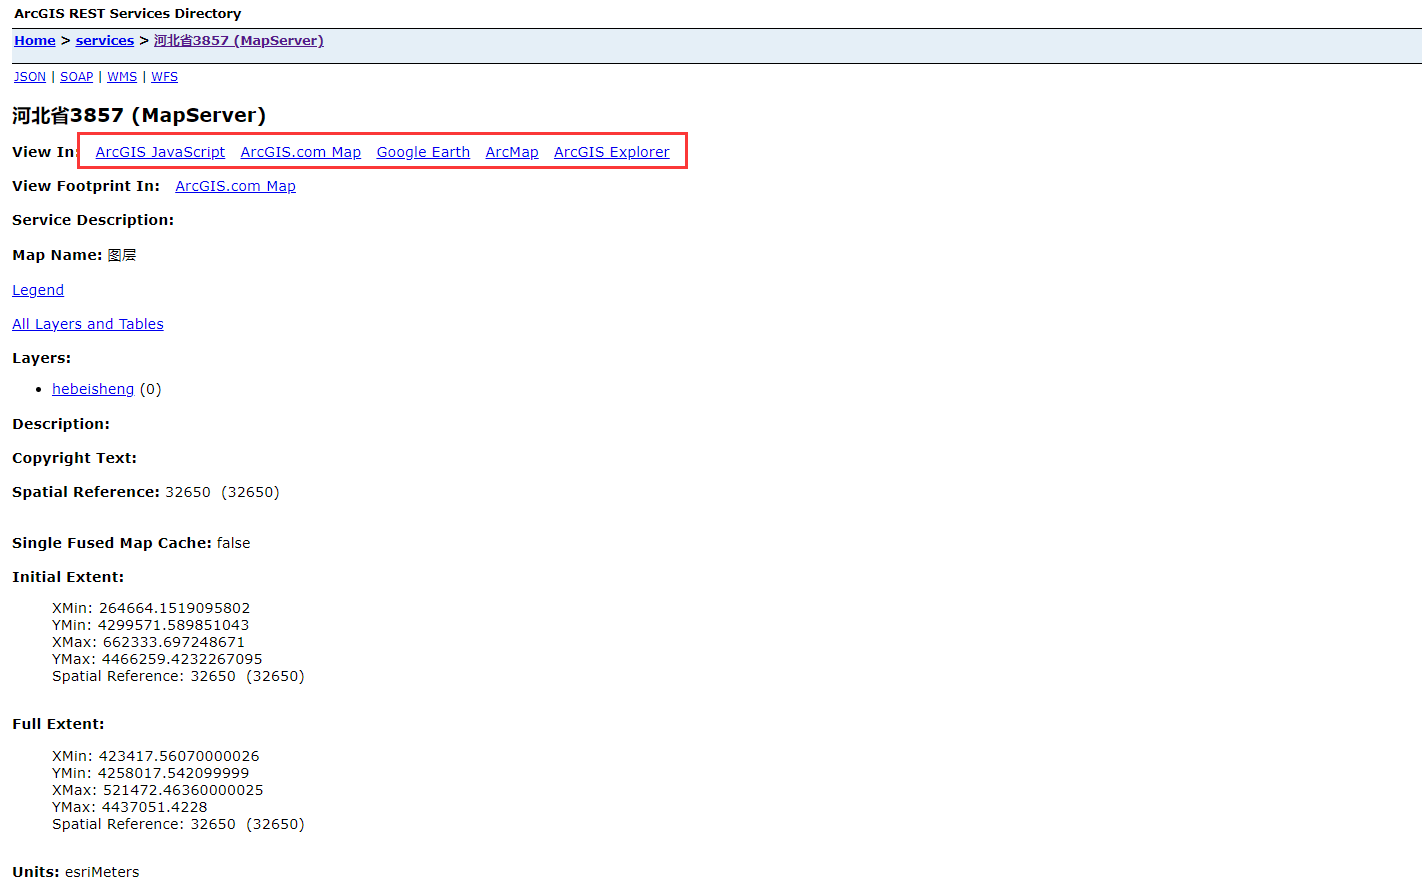 ArcGIS REST Services Directory
Home > services > 河北省3857 (MapServer)
JSON | SOAP | WMS | WFS
河北省3857 (MapServer)
View In: ArcGIS JavaScript ArcGIS.com Map Google Earth ArcMap ArcGIS Explorer
View Footprint In: ArcGIS.com Map
Service Description:
Map Name: 图层
Legend
All Layers and Tables
Layers:
• hebeisheng (0)
Description:
Copyright Text:
Spatial Reference: 32650 (32650)
Single Fused Map Cache: false
Initial Extent:
XMin: 264664.1519095802
YMin: 4299571.589851043
XMax: 662333.697248671
YMax: 4466259.4232267095
Spatial Reference: 32650 (32650)
Full Extent:
XMin: 423417.56070000026
YMin: 4258017.542099999
XMax: 521472.46360000025
YMax: 4437051.4228
Spatial Reference: 32650 (32650)
Units: esriMeters